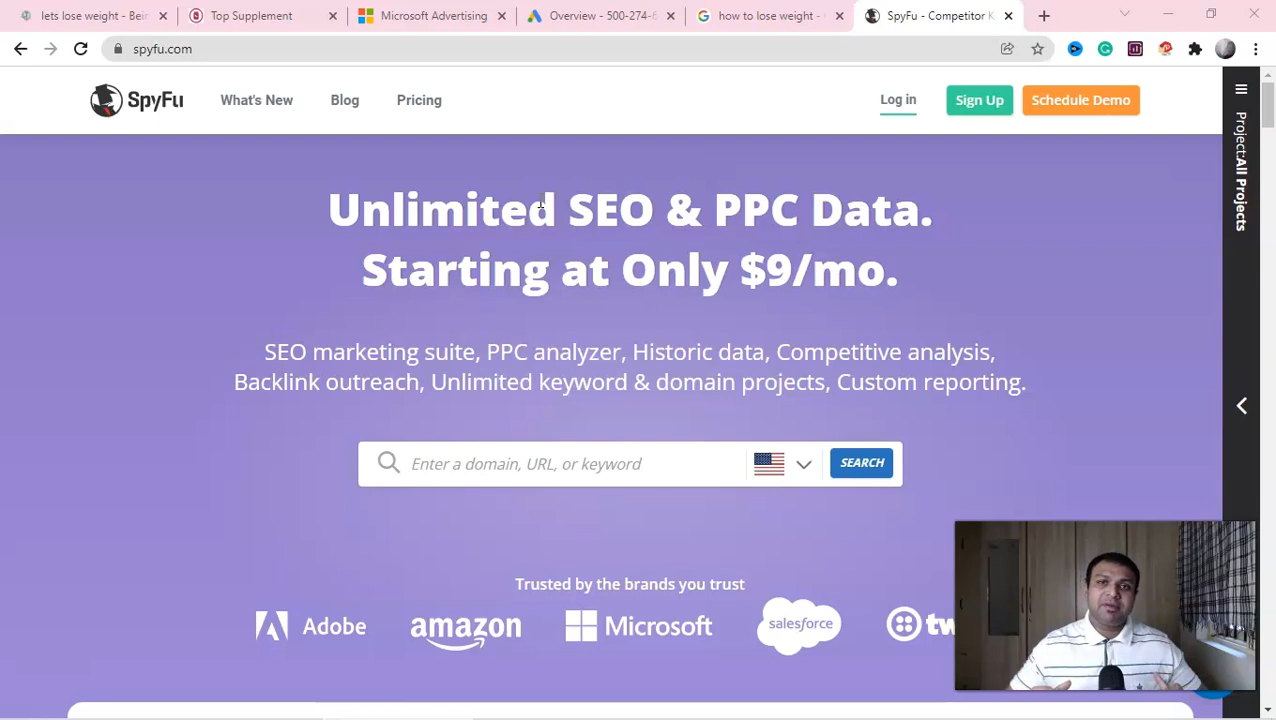 lets lose weight - Bein
Top Supplement
Microsoft Advertising
Overview - 500-274-6
how to lose weight -
SpyFu - Competitor K
spyfu.com
SpyFu
What's New
Blog
Pricing
Log in
Sign Up
Schedule Demo
Project:All Projects
Unlimited SEO & PPC Data.
Starting at Only $9/mo.
SEO marketing suite, PPC analyzer, Historic data, Competitive analysis,
Backlink outreach, Unlimited keyword & domain projects, Custom reporting.
Enter a domain, URL, or keyword
SEARCH
Trusted by the brands you trust
Adobe
amazon
Microsoft
salesforce
tw